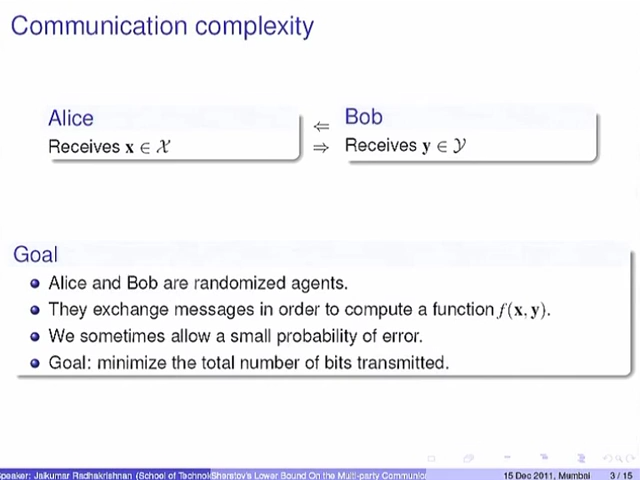 Communication complexity
Alice
Receives x ∈ 𝒳
⇐
⇒
Bob
Receives y ∈ 𝒴
Goal
Alice and Bob are randomized agents.
They exchange messages in order to compute a function f(x, y).
We sometimes allow a small probability of error.
Goal: minimize the total number of bits transmitted.
Speaker: Jaikumar Radhakrishnan (School of Technol
Sherstov's Lower Bound On the Multi-party Communic
15 Dec 2011, Mumbai 3 / 15